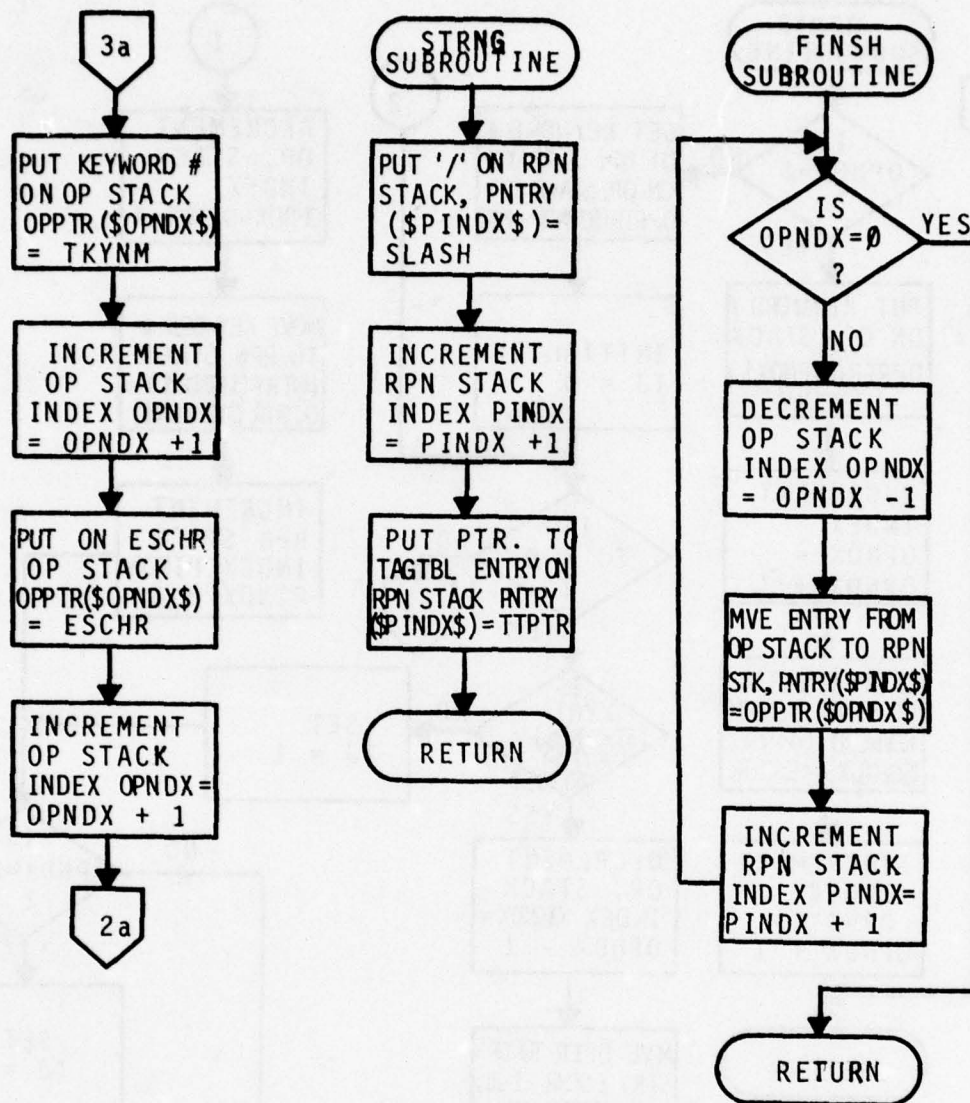 3a
PUT KEYWORD #
ON OP STACK
OPPTR($OPNDX$)
= TKYNM
INCREMENT
OP STACK
INDEX OPNDX
= OPNDX +1
PUT ON ESCHR
OP STACK
OPPTR($OPNDX$)
= ESCHR
INCREMENT
OP STACK
INDEX OPNDX=
OPNDX + 1
2a
STRNG
SUBROUTINE
PUT '/' ON RPN
STACK, PNTRY
($PINDX$)=
SLASH
INCREMENT
RPN STACK
INDEX PINDX
= PINDX +1
PUT PTR. TO
TAGTBL ENTRY ON
RPN STACK PNTRY
($PINDX$)=TTPTR
RETURN
FINSH
SUBROUTINE
IS
OPNDX=Ø
?
YES
NO
DECREMENT
OP STACK
INDEX OPNDX
= OPNDX -1
MVE ENTRY FROM
OP STACK TO RPN
STK, PNTRY($PINDX$)
=OPPTR($OPNDX$)
INCREMENT
RPN STACK
INDEX PINDX=
PINDX + 1
RETURN